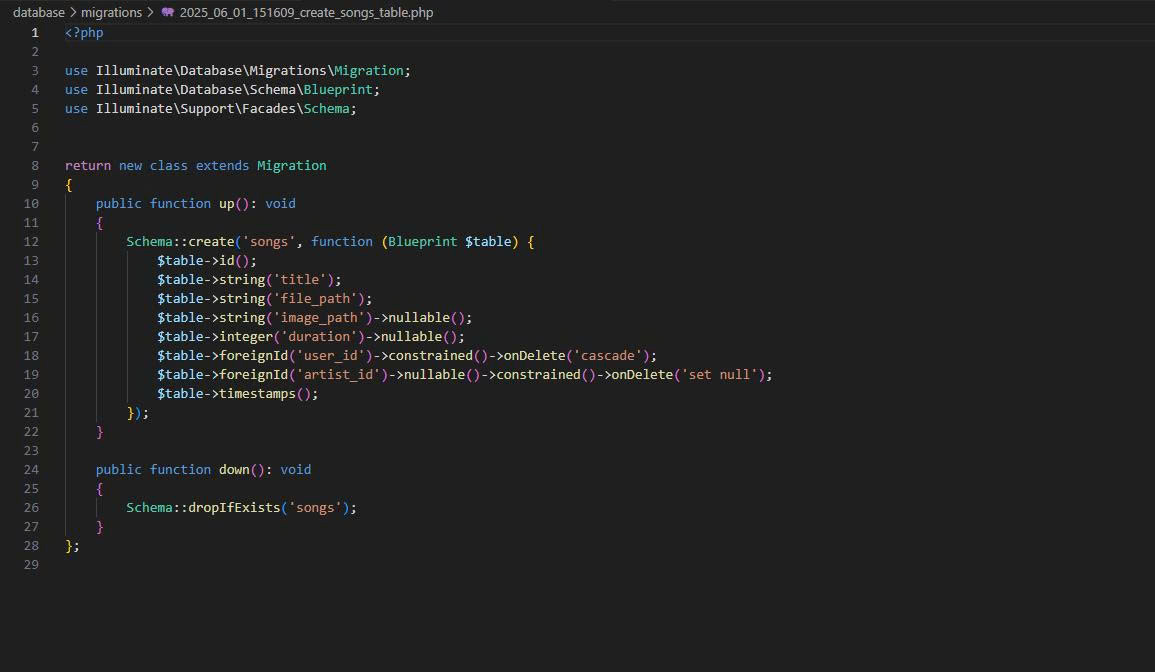 database > migrations > 2025_06_01_151609_create_songs_table.php
1 <?php
2
3 use Illuminate\Database\Migrations\Migration;
4 use Illuminate\Database\Schema\Blueprint;
5 use Illuminate\Support\Facades\Schema;
6
7
8 return new class extends Migration
9 {
10     public function up(): void
11     {
12         Schema::create('songs', function (Blueprint $table) {
13             $table->id();
14             $table->string('title');
15             $table->string('file_path');
16             $table->string('image_path')->nullable();
17             $table->integer('duration')->nullable();
18             $table->foreignId('user_id')->constrained()->onDelete('cascade');
19             $table->foreignId('artist_id')->nullable()->constrained()->onDelete('set null');
20             $table->timestamps();
21         });
22     }
23
24     public function down(): void
25     {
26         Schema::dropIfExists('songs');
27     }
28 };
29